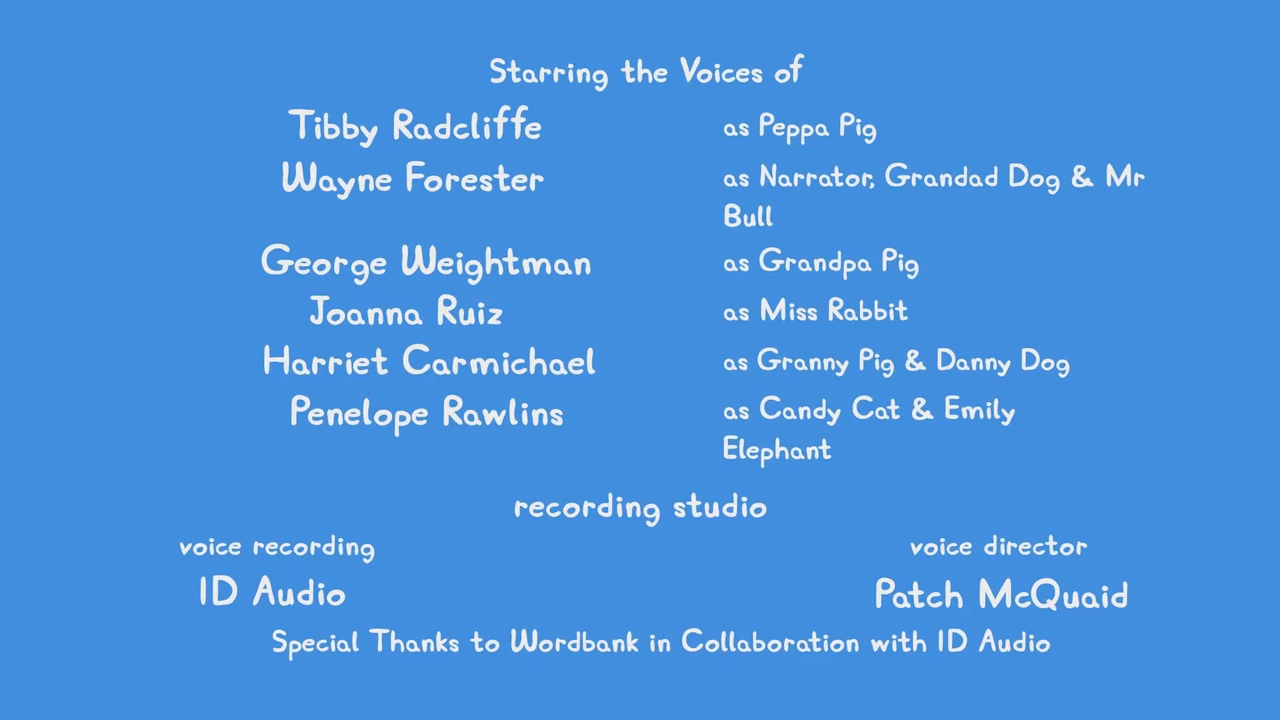 Starring the Voices of
Tibby Radcliffe as Peppa Pig
Wayne Forester as Narrator, Grandad Dog & Mr
Bull
George Weightman as Grandpa Pig
Joanna Ruiz as Miss Rabbit
Harriet Carmichael as Granny Pig & Danny Dog
Penelope Rawlins as Candy Cat & Emily
Elephant
recording studio
voice recording voice director
ID Audio Patch McQuaid
Special Thanks to Wordbank in Collaboration with ID Audio